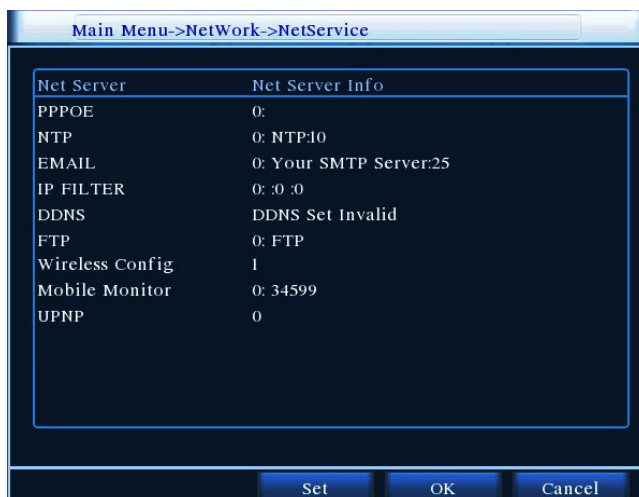 Main Menu->NetWork->NetService
Net Server Net Server Info
PPPOE 0:
NTP 0: NTP:10
EMAIL 0: Your SMTP Server:25
IP FILTER 0: :0 :0
DDNS DDNS Set Invalid
FTP 0: FTP
Wireless Config 1
Mobile Monitor 0: 34599
UPNP 0
Set OK Cancel